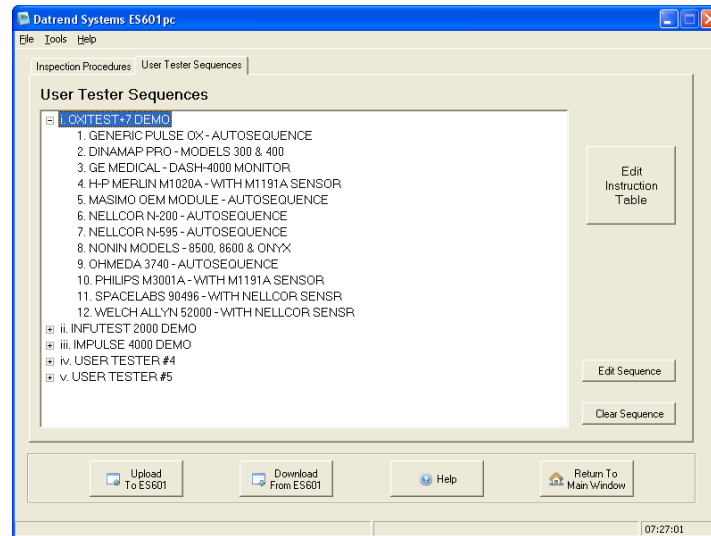 Datrend Systems ES601pc
File Tools Help
Inspection Procedures User Tester Sequences
User Tester Sequences
i. OXITEST+7 DEMO
1. GENERIC PULSE OX - AUTOSEQUENCE
2. DINAMAP PRO - MODELS 300 & 400
3. GE MEDICAL - DASH-4000 MONITOR
4. H-P MERLIN M1020A - WITH M1191A SENSOR
5. MASIMO OEM MODULE - AUTOSEQUENCE
6. NELLCOR N-200 - AUTOSEQUENCE
7. NELLCOR N-595 - AUTOSEQUENCE
8. NONIN MODELS - 8500, 8600 & ONYX
9. OHMEDA 3740 - AUTOSEQUENCE
10. PHILIPS M3001A - WITH M1191A SENSOR
11. SPACELABS 90496 - WITH NELLCOR SENSR
12. WELCH ALLYN 52000 - WITH NELLCOR SENSR
ii. INFUTEST 2000 DEMO
iii. IMPULSE 4000 DEMO
iv. USER TESTER #4
v. USER TESTER #5
Edit
Instruction
Table
Edit Sequence
Clear Sequence
Upload
To ES601
Download
From ES601
Help
Return To
Main Window
07:27:01